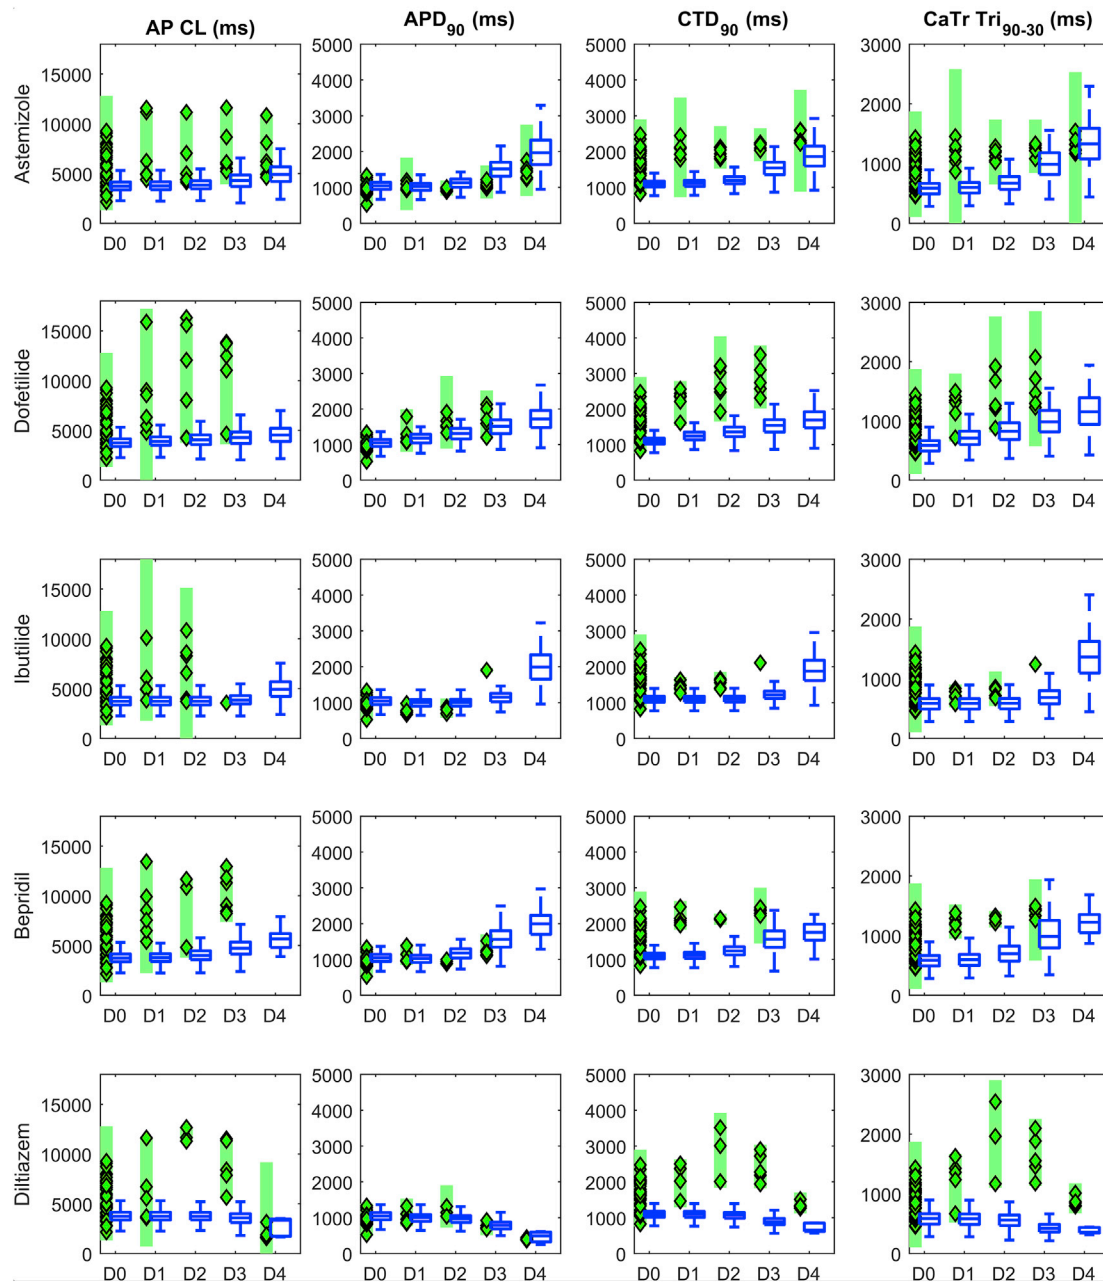 AP CL (ms) APD90 (ms) CTD90 (ms) CaTr Tri90-30 (ms)
Astemizole
15000 10000 5000 0
5000 4000 3000 2000 1000 0
5000 4000 3000 2000 1000 0
3000 2000 1000 0
D0 D1 D2 D3 D4 D0 D1 D2 D3 D4 D0 D1 D2 D3 D4 D0 D1 D2 D3 D4
Dofetilide
15000 10000 5000 0
5000 4000 3000 2000 1000 0
5000 4000 3000 2000 1000 0
3000 2000 1000 0
D0 D1 D2 D3 D4 D0 D1 D2 D3 D4 D0 D1 D2 D3 D4 D0 D1 D2 D3 D4
Ibutilide
15000 10000 5000 0
5000 4000 3000 2000 1000 0
5000 4000 3000 2000 1000 0
3000 2000 1000 0
D0 D1 D2 D3 D4 D0 D1 D2 D3 D4 D0 D1 D2 D3 D4 D0 D1 D2 D3 D4
Bepridil
15000 10000 5000 0
5000 4000 3000 2000 1000 0
5000 4000 3000 2000 1000 0
3000 2000 1000 0
D0 D1 D2 D3 D4 D0 D1 D2 D3 D4 D0 D1 D2 D3 D4 D0 D1 D2 D3 D4
Diltiazem
15000 10000 5000 0
5000 4000 3000 2000 1000 0
5000 4000 3000 2000 1000 0
3000 2000 1000 0
D0 D1 D2 D3 D4 D0 D1 D2 D3 D4 D0 D1 D2 D3 D4 D0 D1 D2 D3 D4